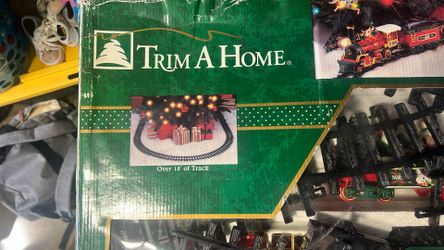 TRIM A HOME®
Over 18' of Track